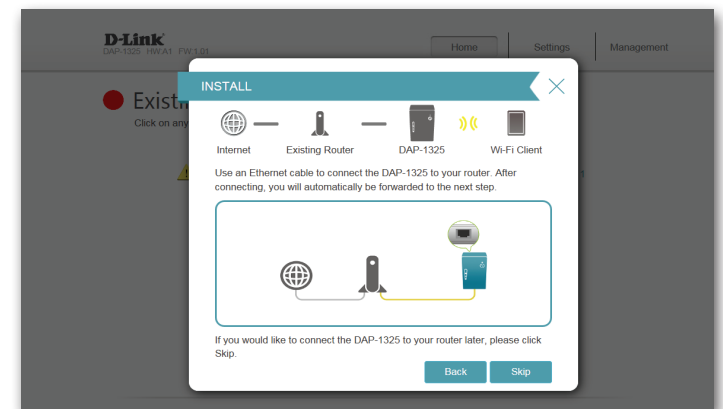 D-Link
DAP-1325 HW:A1 FW:1.01
Home
Settings
Management
INSTALL
Click on any
Internet
Existing Router
DAP-1325
Wi-Fi Client
Use an Ethernet cable to connect the DAP-1325 to your router. After
connecting, you will automatically be forwarded to the next step.
If you would like to connect the DAP-1325 to your router later, please click
Skip.
Back
Skip